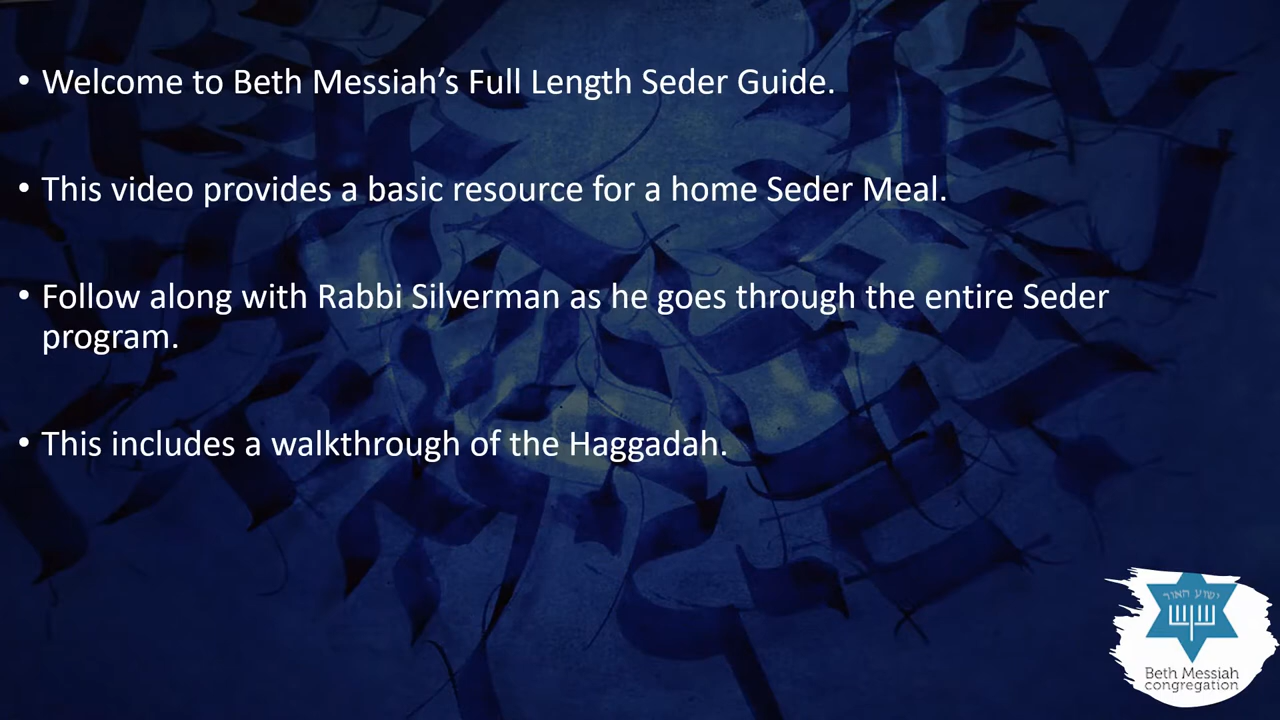 • Welcome to Beth Messiah’s Full Length Seder Guide.
• This video provides a basic resource for a home Seder Meal.
• Follow along with Rabbi Silverman as he goes through the entire Seder
program.
• This includes a walkthrough of the Haggadah.
ישוע האור
Beth Messiah
congregation